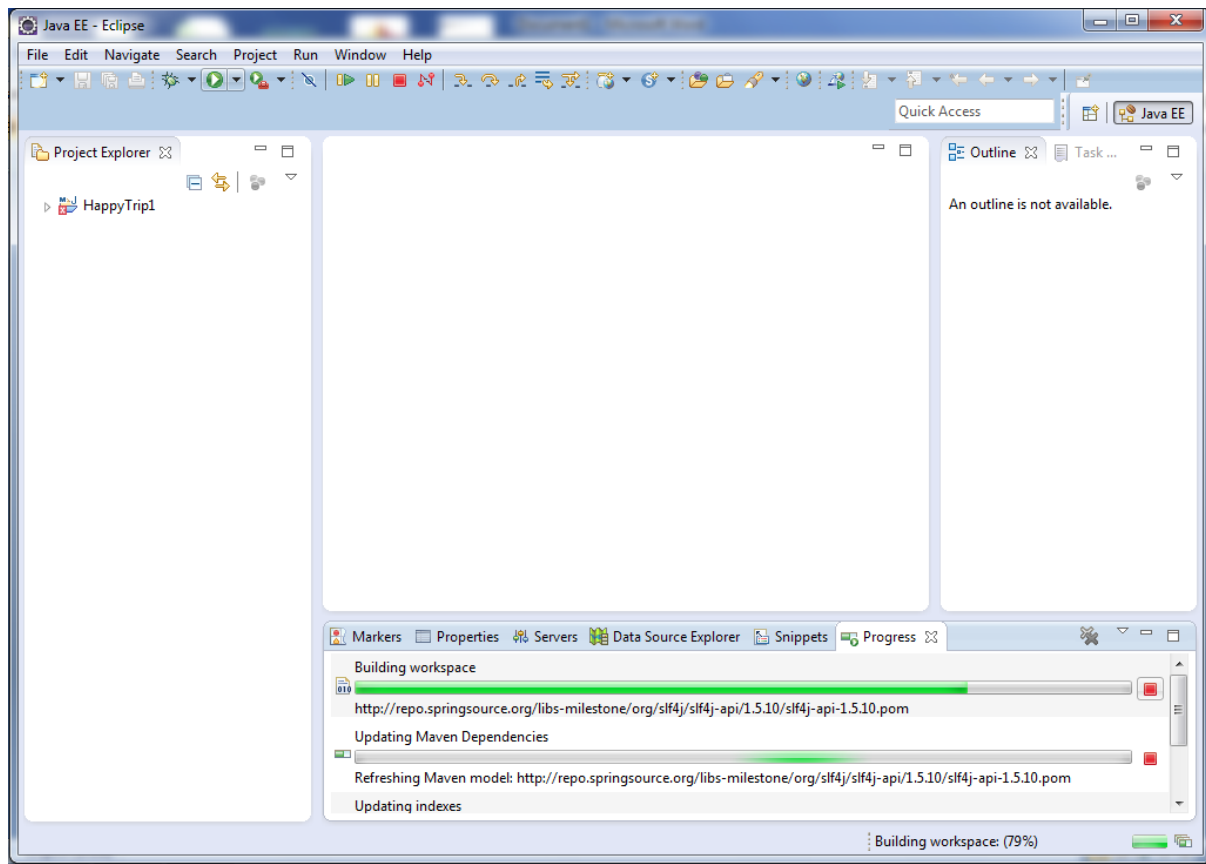 Java EE - Eclipse
File Edit Navigate Search Project Run Window Help
Quick Access
Java EE
Project Explorer
HappyTrip1
Outline Task ...
An outline is not available.
Markers Properties Servers Data Source Explorer Snippets Progress
Building workspace
http://repo.springsource.org/libs-milestone/org/slf4j/slf4j-api/1.5.10/slf4j-api-1.5.10.pom
Updating Maven Dependencies
Refreshing Maven model: http://repo.springsource.org/libs-milestone/org/slf4j/slf4j-api/1.5.10/slf4j-api-1.5.10.pom
Updating indexes
Building workspace: (79%)